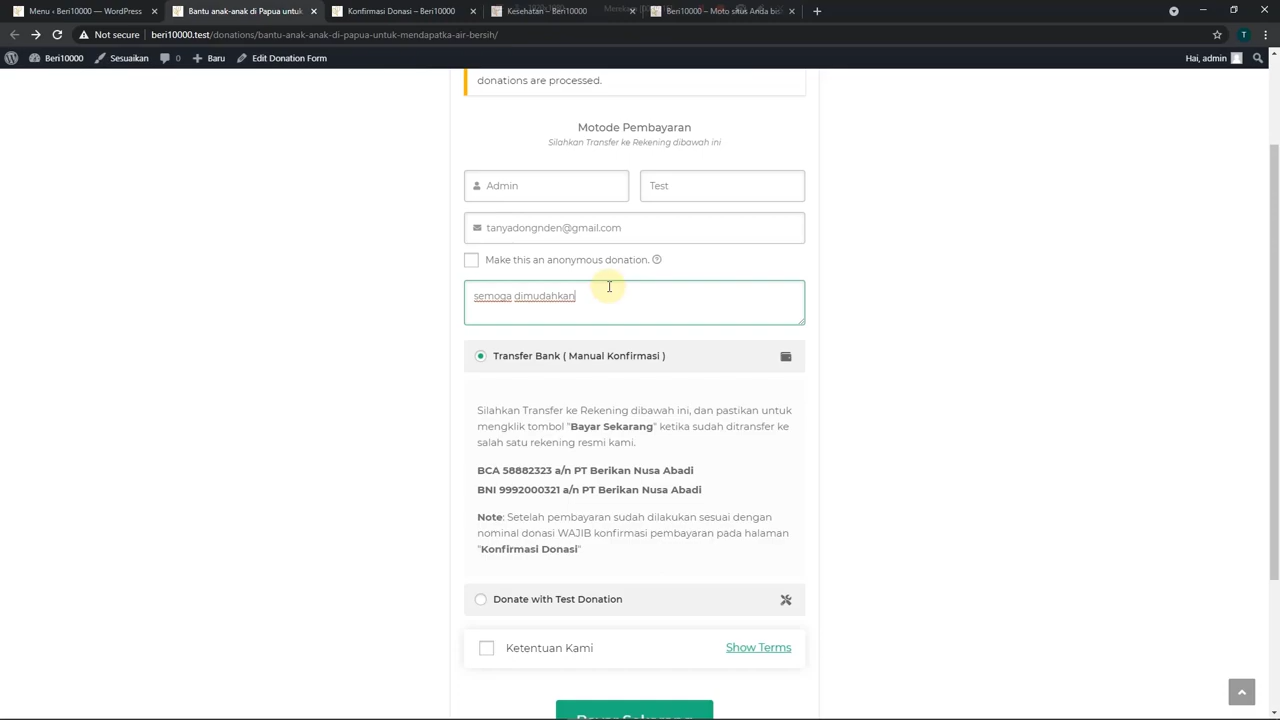 Menu ‹ Beri10000 — WordPress
Bantu anak-anak di Papua untuk
Konfirmasi Donasi – Beri10000
Kesehatan – Beri10000
Beri10000 – Moto situs Anda bis
Not secure
beri10000.test/donations/bantu-anak-anak-di-papua-untuk-mendapatka-air-bersih/
T
Beri10000
Sesuaikan
0
Baru
Edit Donation Form
Hai, admin
donations are processed.
Motode Pembayaran
Silahkan Transfer ke Rekening dibawah ini
Admin
Test
tanyadongnden@gmail.com
Make this an anonymous donation.
semoga dimudahkan
Transfer Bank ( Manual Konfirmasi )
Silahkan Transfer ke Rekening dibawah ini, dan pastikan untuk
mengklik tombol "Bayar Sekarang" ketika sudah ditransfer ke
salah satu rekening resmi kami.
BCA 58882323 a/n PT Berikan Nusa Abadi
BNI 9992000321 a/n PT Berikan Nusa Abadi
Note: Setelah pembayaran sudah dilakukan sesuai dengan
nominal donasi WAJIB konfirmasi pembayaran pada halaman
"Konfirmasi Donasi"
Donate with Test Donation
Ketentuan Kami
Show Terms
Bayar Sekarang